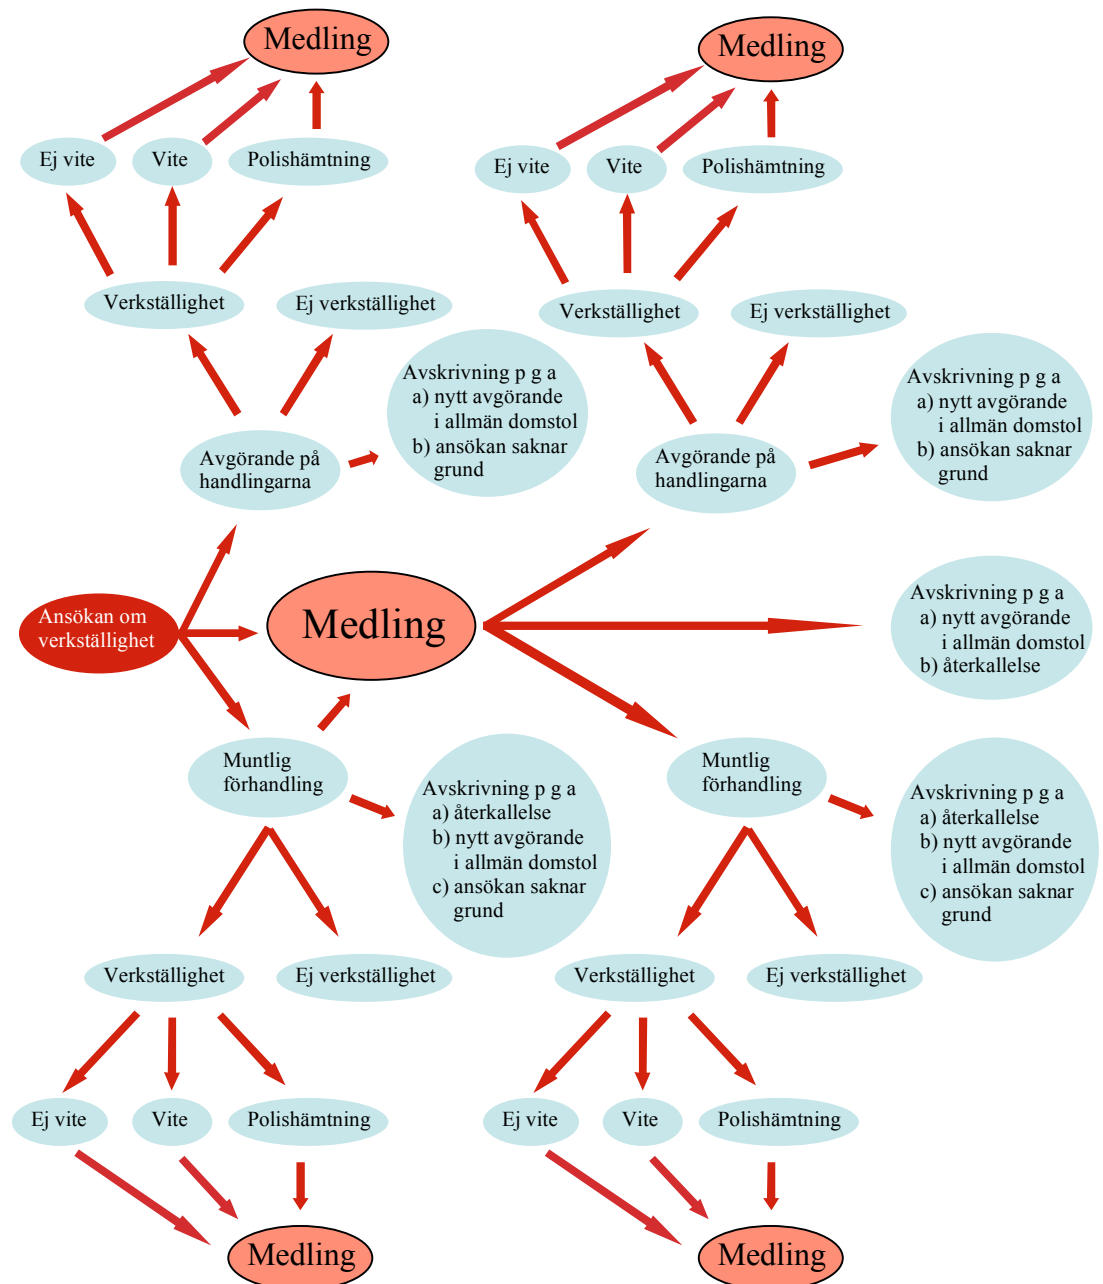 Medling
Medling
Ej vite
Vite
Polishämtning
Ej vite
Vite
Polishämtning
Verkställighet
Ej verkställighet
Verkställighet
Ej verkställighet
Avskrivning p g a
a) nytt avgörande
i allmän domstol
b) ansökan saknar
grund
Avskrivning p g a
a) nytt avgörande
i allmän domstol
b) ansökan saknar
grund
Avgörande på
handlingarna
Avgörande på
handlingarna
Ansökan om
verkställighet
Medling
Avskrivning p g a
a) nytt avgörande
i allmän domstol
b) återkallelse
Muntlig
förhandling
Avskrivning p g a
a) återkallelse
b) nytt avgörande
i allmän domstol
c) ansökan saknar
grund
Muntlig
förhandling
Avskrivning p g a
a) återkallelse
b) nytt avgörande
i allmän domstol
c) ansökan saknar
grund
Verkställighet
Ej verkställighet
Verkställighet
Ej verkställighet
Ej vite
Vite
Polishämtning
Ej vite
Vite
Polishämtning
Medling
Medling